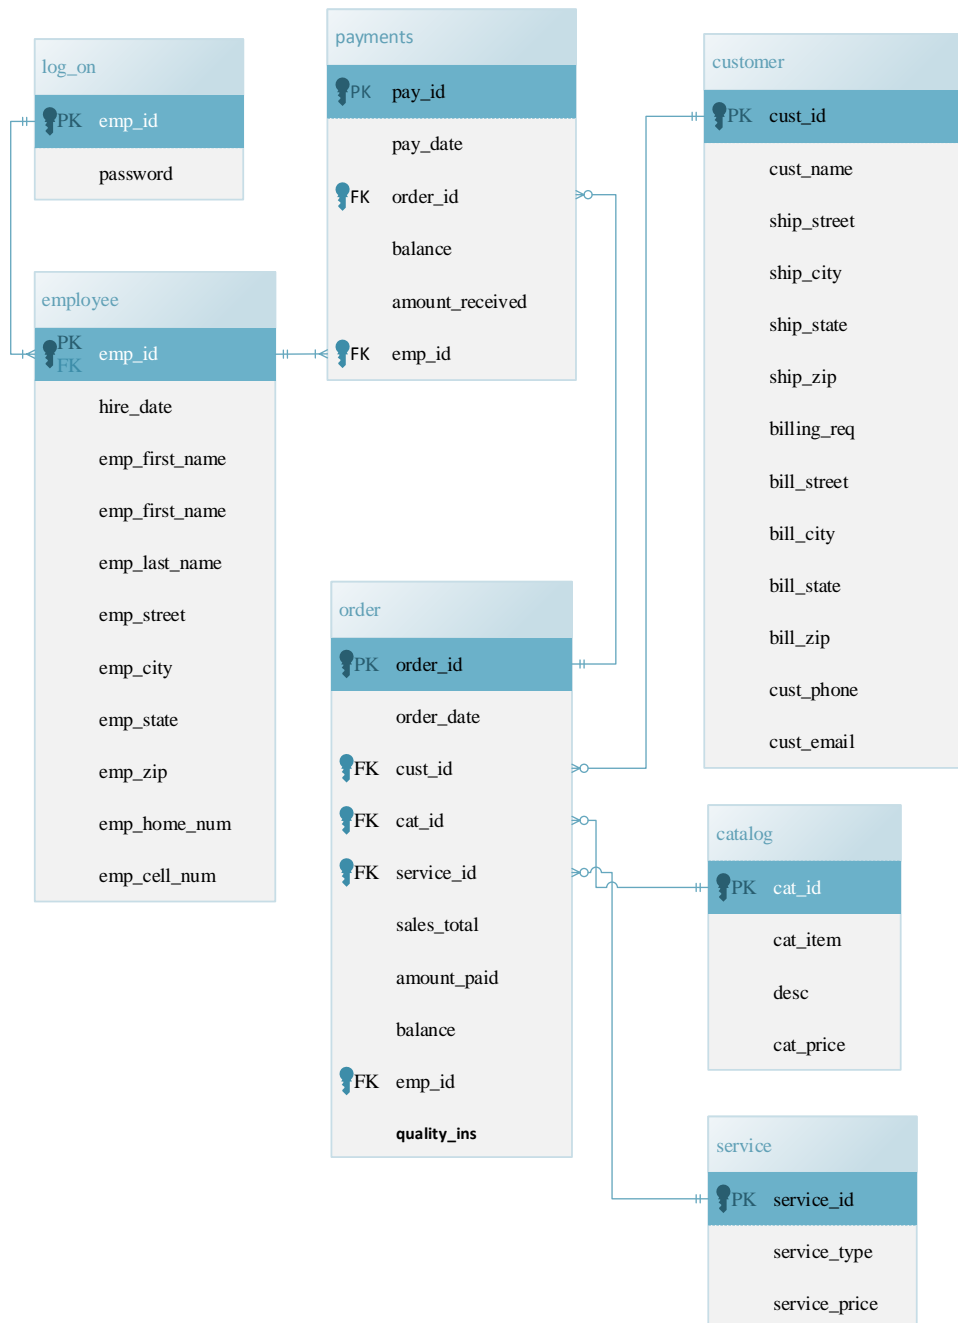 log_on
PK emp_id
password
employee
PK
FK emp_id
hire_date
emp_first_name
emp_first_name
emp_last_name
emp_street
emp_city
emp_state
emp_zip
emp_home_num
emp_cell_num
payments
PK pay_id
pay_date
FK order_id
balance
amount_received
FK emp_id
order
PK order_id
order_date
FK cust_id
FK cat_id
FK service_id
sales_total
amount_paid
balance
FK emp_id
quality_ins
customer
PK cust_id
cust_name
ship_street
ship_city
ship_state
ship_zip
billing_req
bill_street
bill_city
bill_state
bill_zip
cust_phone
cust_email
catalog
PK cat_id
cat_item
desc
cat_price
service
PK service_id
service_type
service_price